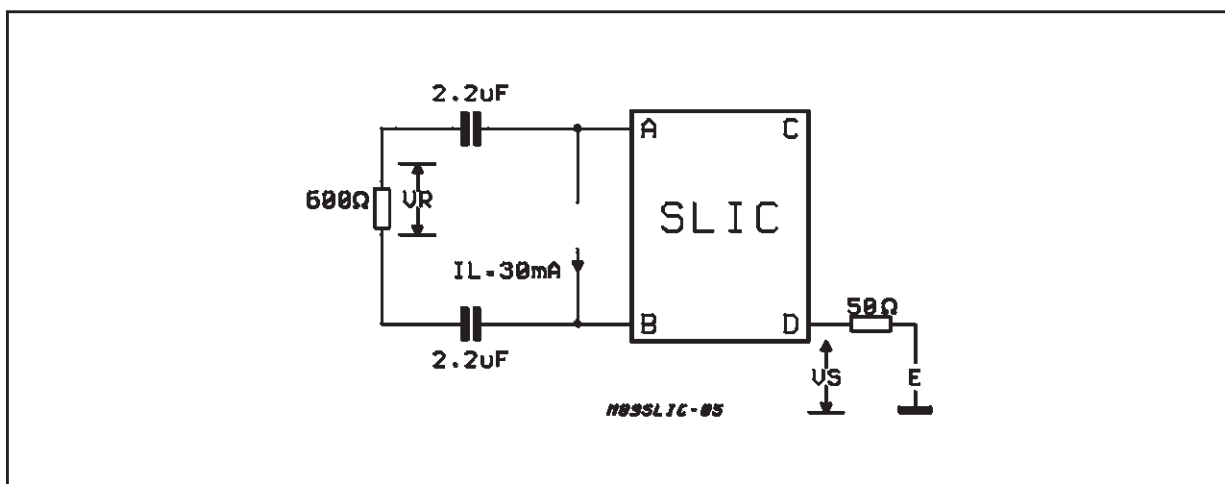 2.2uF
A
C
600Ω
VR
SLIC
IL=30mA
50Ω
B
D
2.2uF
VS
E
M89SLIC-05